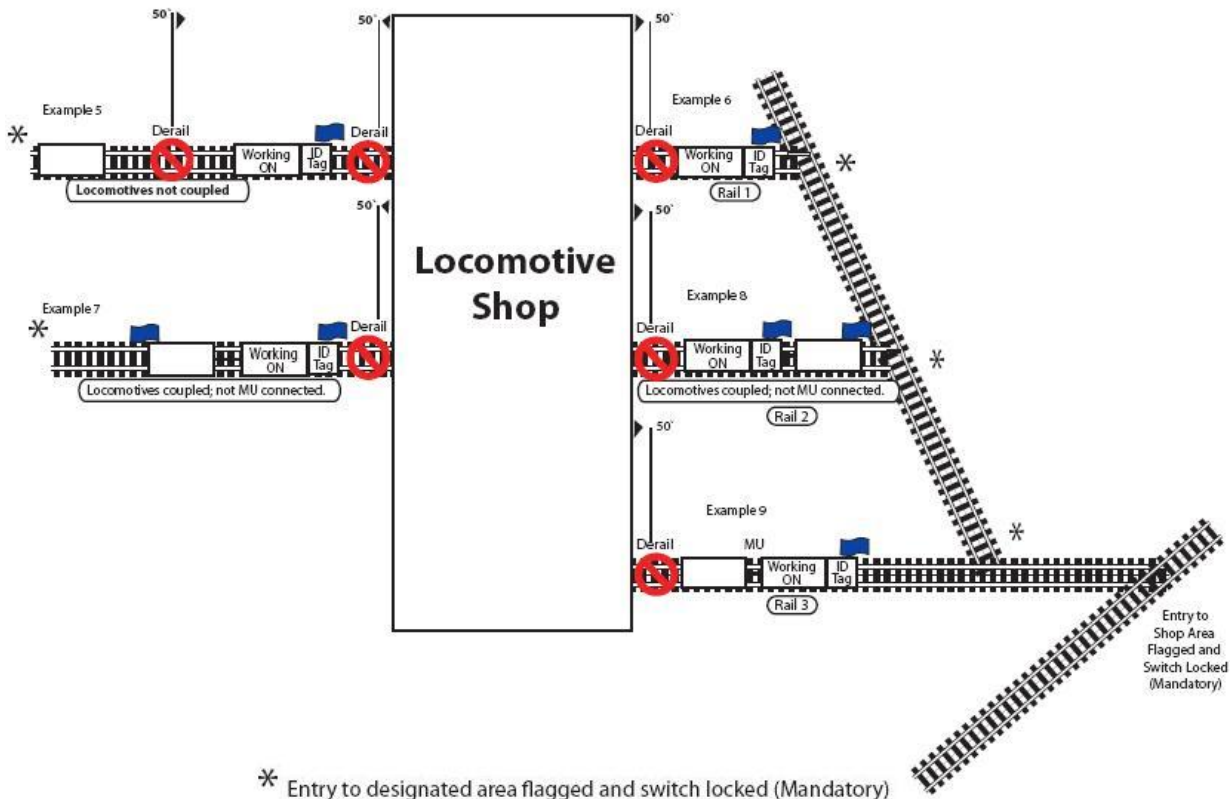 50`
50`
50`
Example 5
Example 6
*
Derail
Derail
Derail
Working
ON
ID
Tag
Working
ON
ID
Tag
*
Locomotives not coupled
Rail 1
50`
50`
Locomotive
Shop
Example 7
Example 8
*
Derail
Derail
Working
ON
ID
Tag
Working
ON
ID
Tag
*
Locomotives coupled; not MU connected.
Locomotives coupled; not MU connected.
Rail 2
50`
Example 9
*
Derail
MU
Working
ON
ID
Tag
Rail 3
Entry to
Shop Area
Flagged and
Switch Locked
(Mandatory)
* Entry to designated area flagged and switch locked (Mandatory)